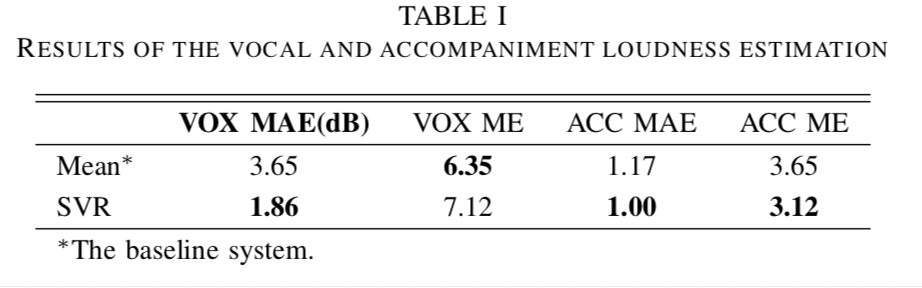 TABLE I
RESULTS OF THE VOCAL AND ACCOMPANIMENT LOUDNESS ESTIMATION
VOX MAE(dB) VOX ME ACC MAE ACC ME
Mean* 3.65 6.35 1.17 3.65
SVR 1.86 7.12 1.00 3.12
*The baseline system.